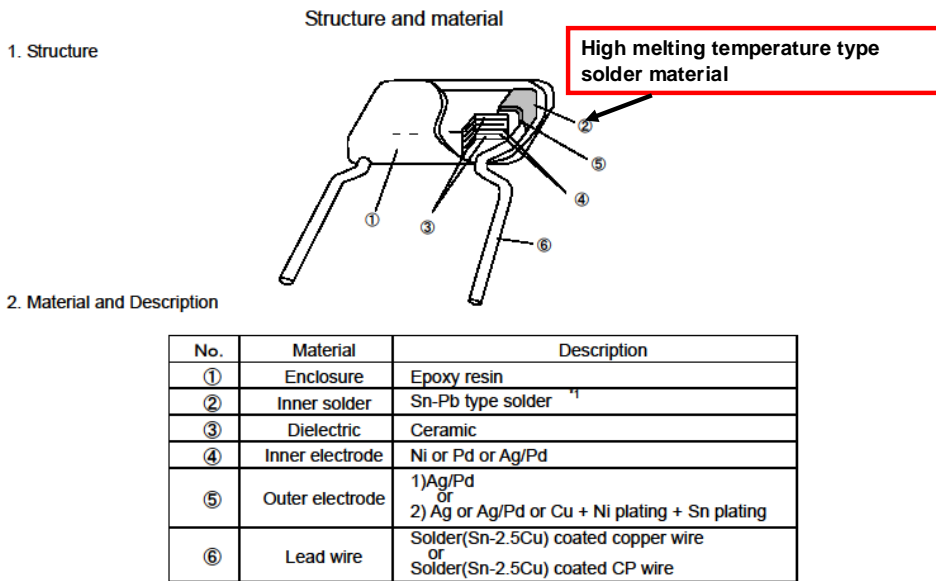 Structure and material
1. Structure
High melting temperature type
solder material
②
⑤
④
①
③
⑥
2. Material and Description
No. Material Description
① Enclosure Epoxy resin
② Inner solder Sn-Pb type solder *1
③ Dielectric Ceramic
④ Inner electrode Ni or Pd or Ag/Pd
⑤ Outer electrode 1)Ag/Pd
or
2) Ag or Ag/Pd or Cu + Ni plating + Sn plating
⑥ Lead wire Solder(Sn-2.5Cu) coated copper wire
or
Solder(Sn-2.5Cu) coated CP wire